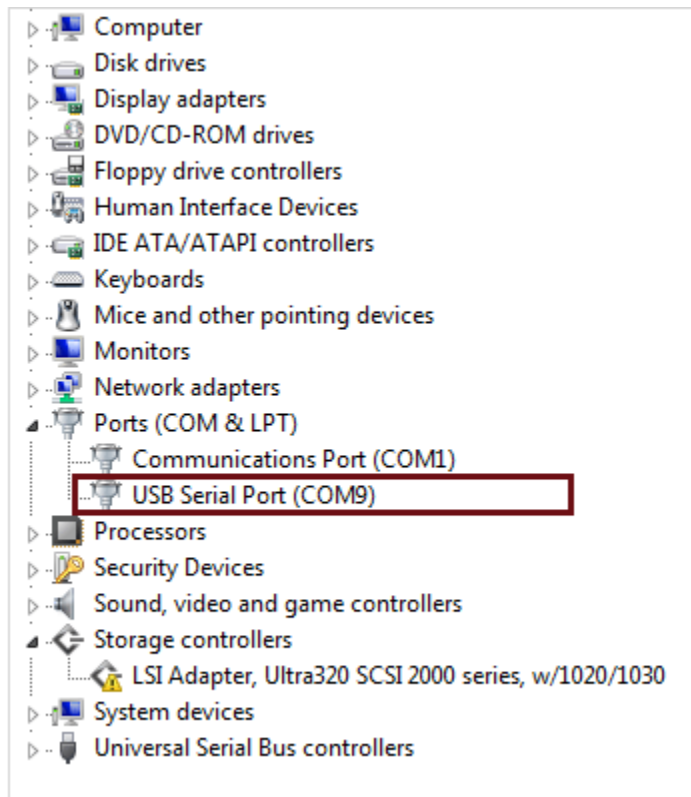 Computer
Disk drives
Display adapters
DVD/CD-ROM drives
Floppy drive controllers
Human Interface Devices
IDE ATA/ATAPI controllers
Keyboards
Mice and other pointing devices
Monitors
Network adapters
Ports (COM & LPT)
Communications Port (COM1)
USB Serial Port (COM9)
Processors
Security Devices
Sound, video and game controllers
Storage controllers
LSI Adapter, Ultra320 SCSI 2000 series, w/1020/1030
System devices
Universal Serial Bus controllers